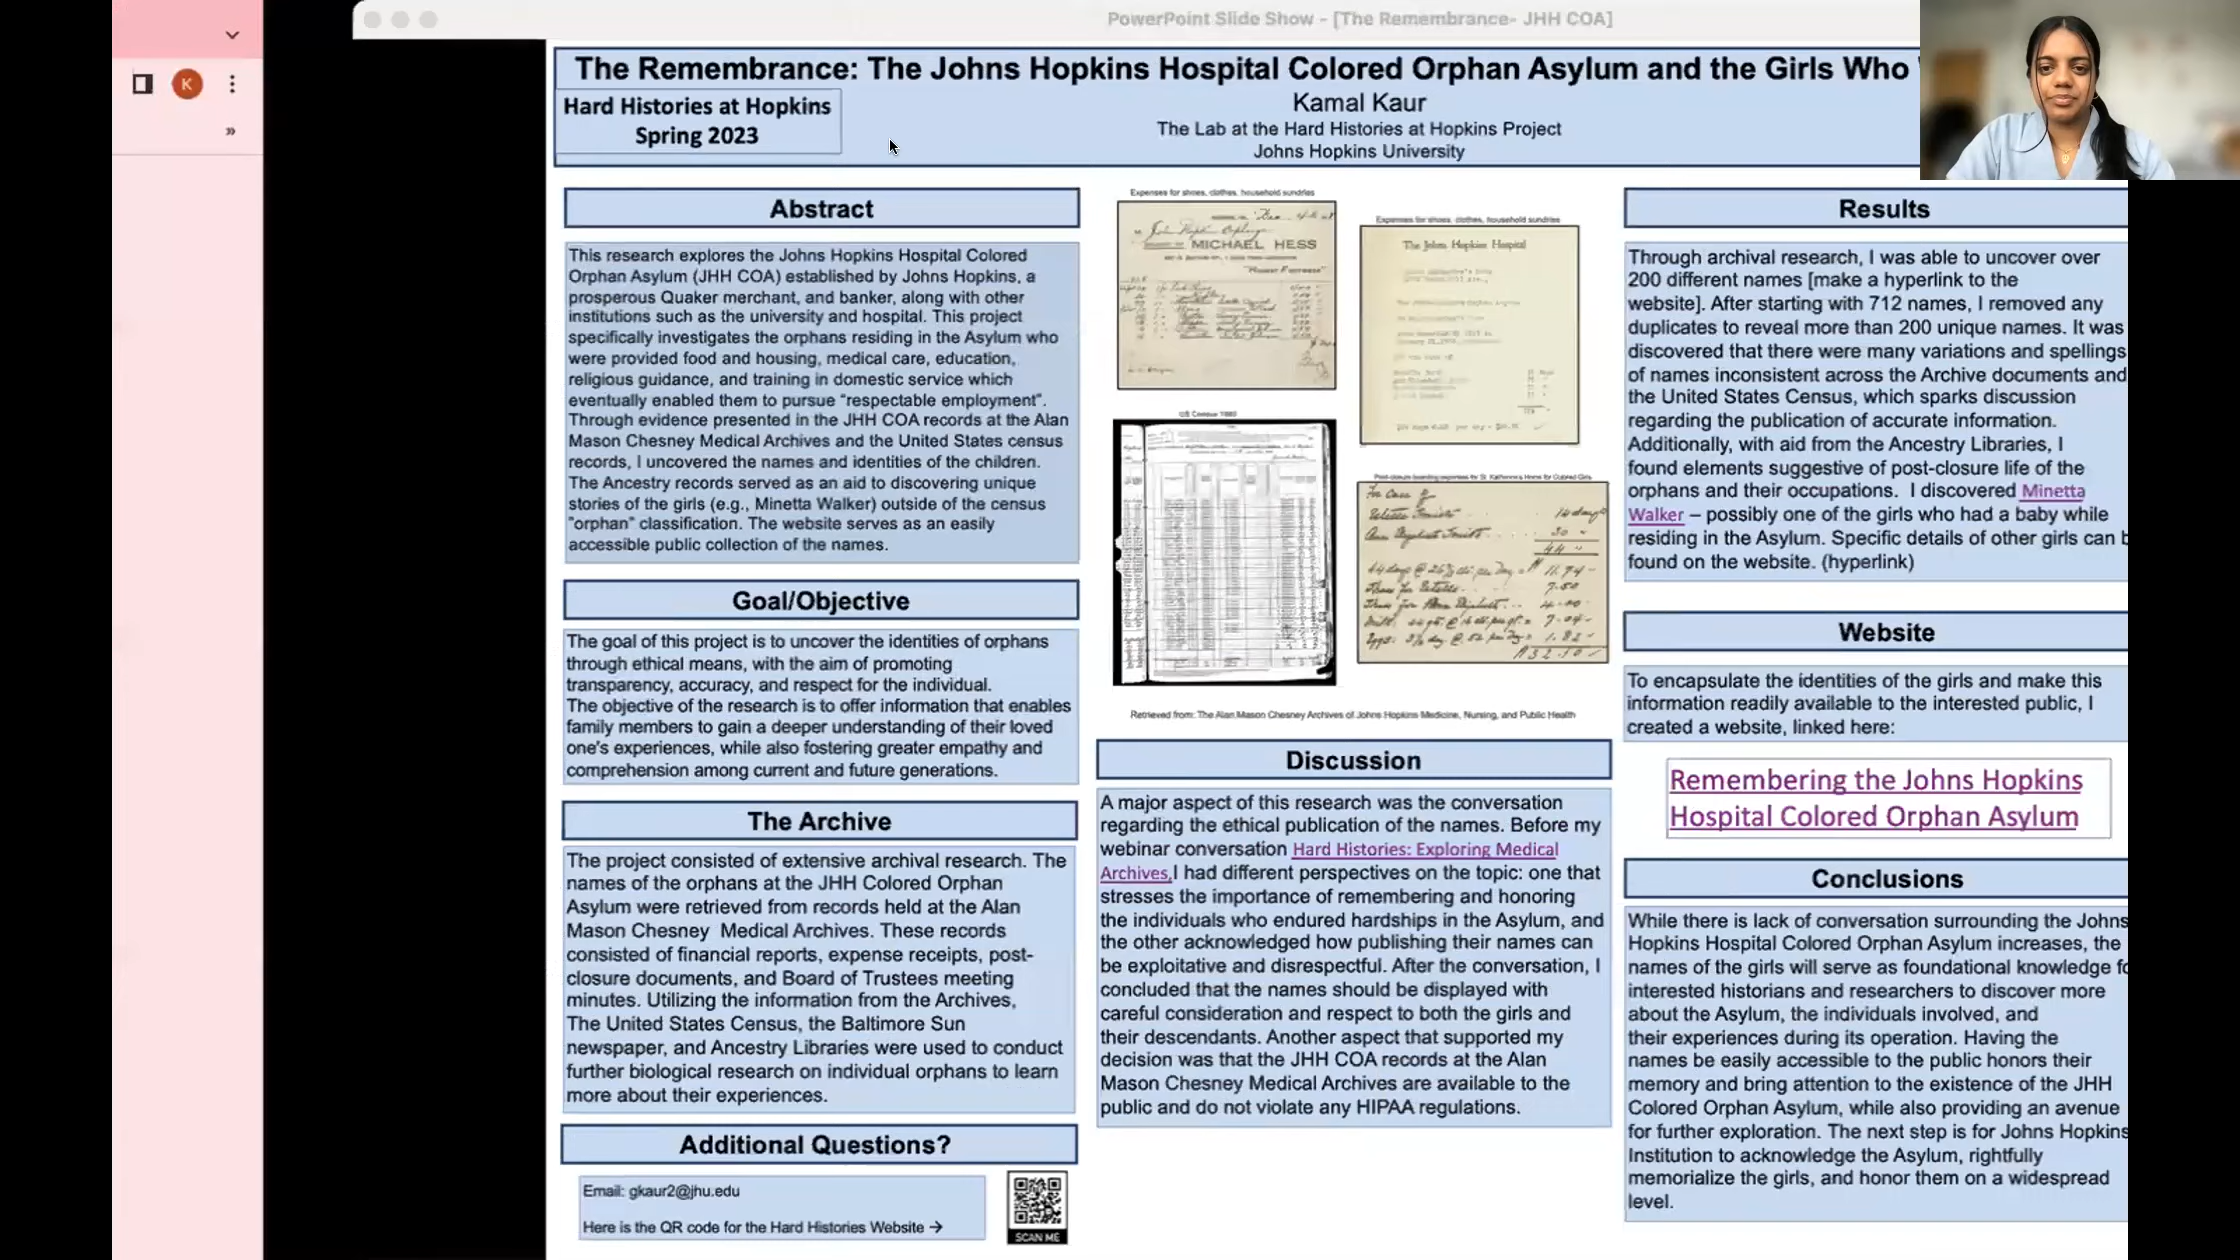 PowerPoint Slide Show - [The Remembrance- JHH COA]
K
»
The Remembrance: The Johns Hopkins Hospital Colored Orphan Asylum and the Girls Who
Hard Histories at Hopkins
Spring 2023
Kamal Kaur
The Lab at the Hard Histories at Hopkins Project
Johns Hopkins University
Abstract
This research explores the Johns Hopkins Hospital Colored
Orphan Asylum (JHH COA) established by Johns Hopkins, a
prosperous Quaker merchant, and banker, along with other
institutions such as the university and hospital. This project
specifically investigates the orphans residing in the Asylum who
were provided food and housing, medical care, education,
religious guidance, and training in domestic service which
eventually enabled them to pursue "respectable employment".
Through evidence presented in the JHH COA records at the Alan
Mason Chesney Medical Archives and the United States census
records, I uncovered the names and identities of the children.
The Ancestry records served as an aid to discovering unique
stories of the girls (e.g., Minetta Walker) outside of the census
"orphan" classification. The website serves as an easily
accessible public collection of the names.
Goal/Objective
The goal of this project is to uncover the identities of orphans
through ethical means, with the aim of promoting
transparency, accuracy, and respect for the individual.
The objective of the research is to offer information that enables
family members to gain a deeper understanding of their loved
one's experiences, while also fostering greater empathy and
comprehension among current and future generations.
The Archive
The project consisted of extensive archival research. The
names of the orphans at the JHH Colored Orphan
Asylum were retrieved from records held at the Alan
Mason Chesney Medical Archives. These records
consisted of financial reports, expense receipts, post-
closure documents, and Board of Trustees meeting
minutes. Utilizing the information from the Archives,
The United States Census, the Baltimore Sun
newspaper, and Ancestry Libraries were used to conduct
further biological research on individual orphans to learn
more about their experiences.
Additional Questions?
Email: gkaur2@jhu.edu
Here is the QR code for the Hard Histories Website →
SCAN ME
Expenses for shoes, clothes, household sundries
MICHAEL HESS
Expenses for shoes, clothes, household sundries
The Johns Hopkins Hospital
US Census 1880
Post-closure boarding expenses for St. Katherine's Home for Colored Girls
For Care of
14 days
30 "
44 "
11.74
7.50
4.00
7.04
1.82
Retrieved from: The Alan Mason Chesney Archives of Johns Hopkins Medicine, Nursing, and Public Health
Discussion
A major aspect of this research was the conversation
regarding the ethical publication of the names. Before my
webinar conversation Hard Histories: Exploring Medical
Archives,I had different perspectives on the topic: one that
stresses the importance of remembering and honoring
the individuals who endured hardships in the Asylum, and
the other acknowledged how publishing their names can
be exploitative and disrespectful. After the conversation, I
concluded that the names should be displayed with
careful consideration and respect to both the girls and
their descendants. Another aspect that supported my
decision was that the JHH COA records at the Alan
Mason Chesney Medical Archives are available to the
public and do not violate any HIPAA regulations.
Results
Through archival research, I was able to uncover over
200 different names [make a hyperlink to the
website]. After starting with 712 names, I removed any
duplicates to reveal more than 200 unique names. It was
discovered that there were many variations and spellings
of names inconsistent across the Archive documents and
the United States Census, which sparks discussion
regarding the publication of accurate information.
Additionally, with aid from the Ancestry Libraries, I
found elements suggestive of post-closure life of the
orphans and their occupations. I discovered Minetta
Walker – possibly one of the girls who had a baby while
residing in the Asylum. Specific details of other girls can
found on the website. (hyperlink)
Website
To encapsulate the identities of the girls and make this
information readily available to the interested public, I
created a website, linked here:
Remembering the Johns Hopkins
Hospital Colored Orphan Asylum
Conclusions
While there is lack of conversation surrounding the Johns
Hopkins Hospital Colored Orphan Asylum increases, the
names of the girls will serve as foundational knowledge
interested historians and researchers to discover more
about the Asylum, the individuals involved, and
their experiences during its operation. Having the
names be easily accessible to the public honors their
memory and bring attention to the existence of the JHH
Colored Orphan Asylum, while also providing an avenue
for further exploration. The next step is for Johns Hopkins
Institution to acknowledge the Asylum, rightfully
memorialize the girls, and honor them on a widespread
level.